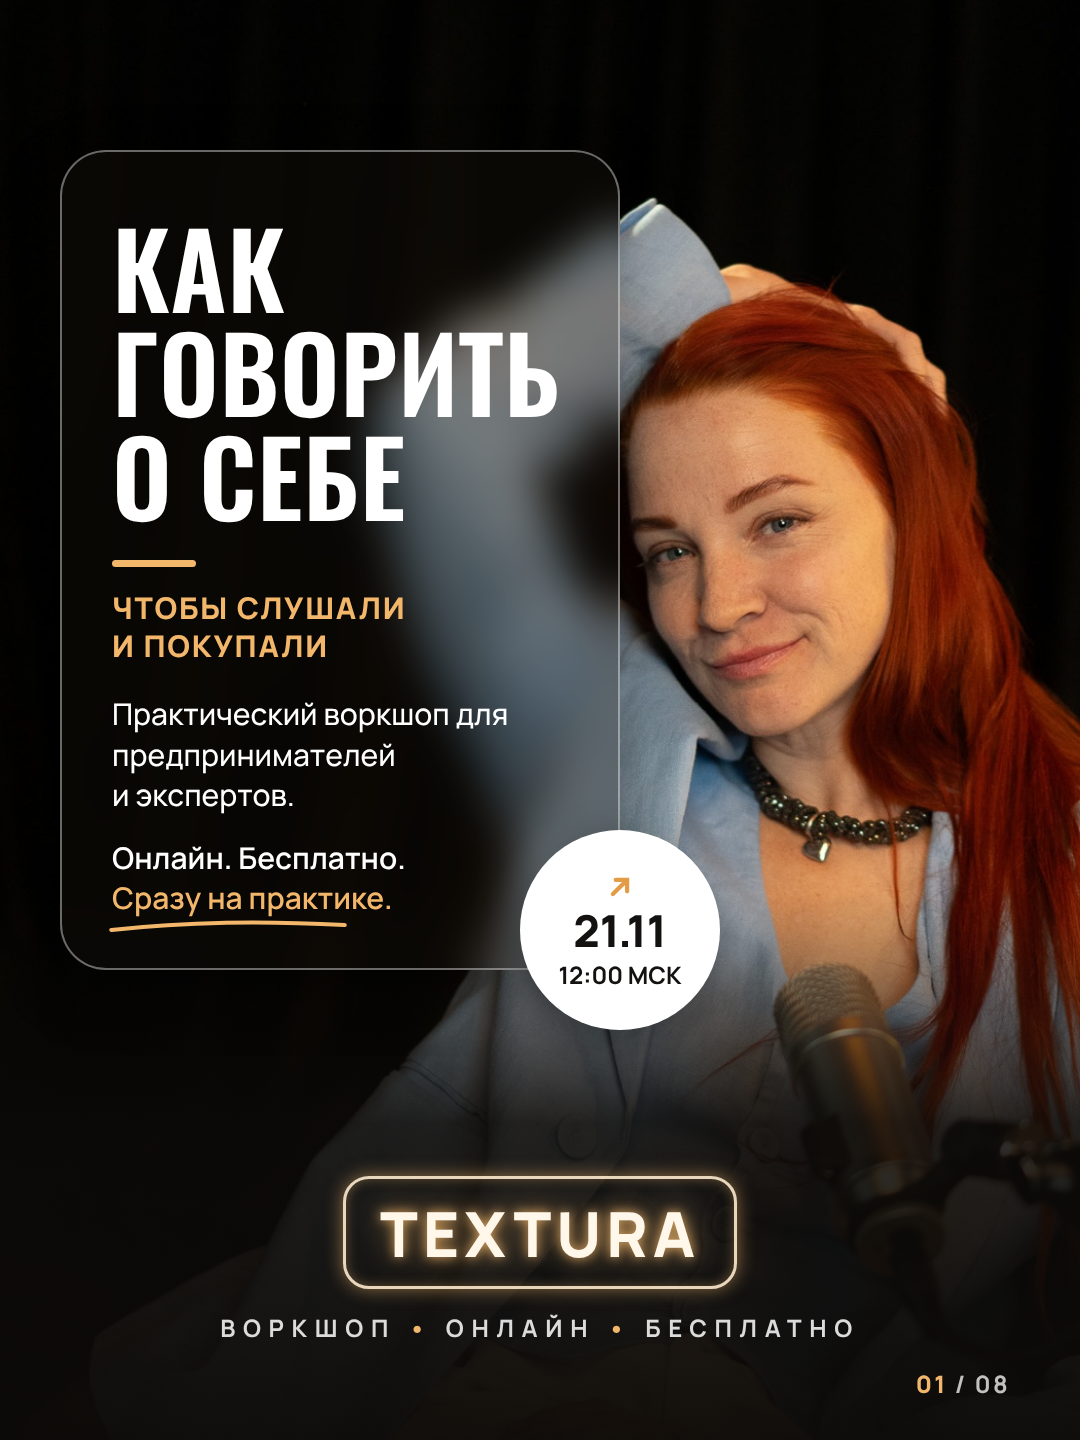 КАК
ГОВОРИТЬ
О СЕБЕ
ЧТОБЫ СЛУШАЛИ
И ПОКУПАЛИ
Практический воркшоп для
предпринимателей
и экспертов.
Онлайн. Бесплатно.
Сразу на практике.
21.11
12:00 МСК
TEXTURA
ВОРКШОП • ОНЛАЙН • БЕСПЛАТНО
01 / 08